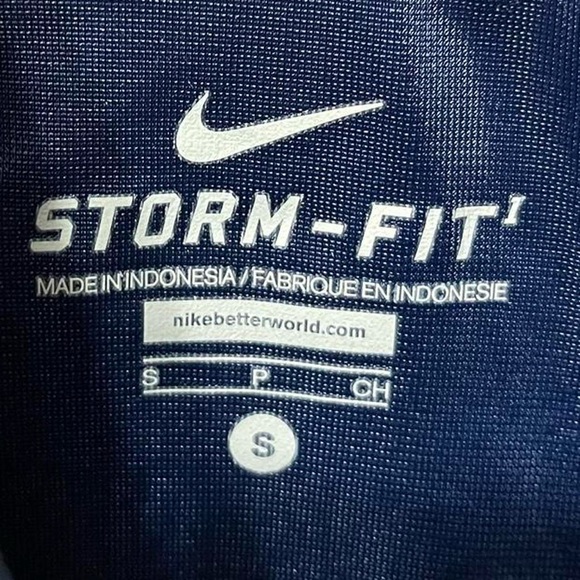 STORM-FIT I
MADE IN INDONESIA / FABRIQUE EN INDONESIE
nikebetterworld.com
S P CH
S